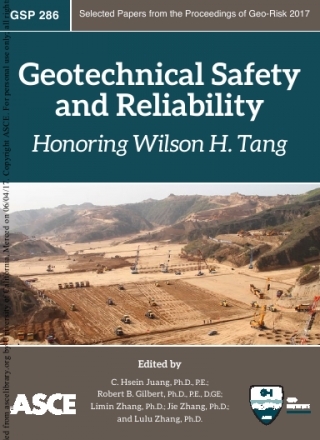 GSP 286
Selected Papers from the Proceedings of Geo-Risk 2017
Geotechnical Safety
and Reliability
Honoring Wilson H. Tang
Edited by
C. Hsein Juang, Ph.D., P.E.;
Robert B. Gilbert, Ph.D., P.E., D.GE;
Limin Zhang, Ph.D.; Jie Zhang, Ph.D.;
and Lulu Zhang, Ph.D.
ASCE